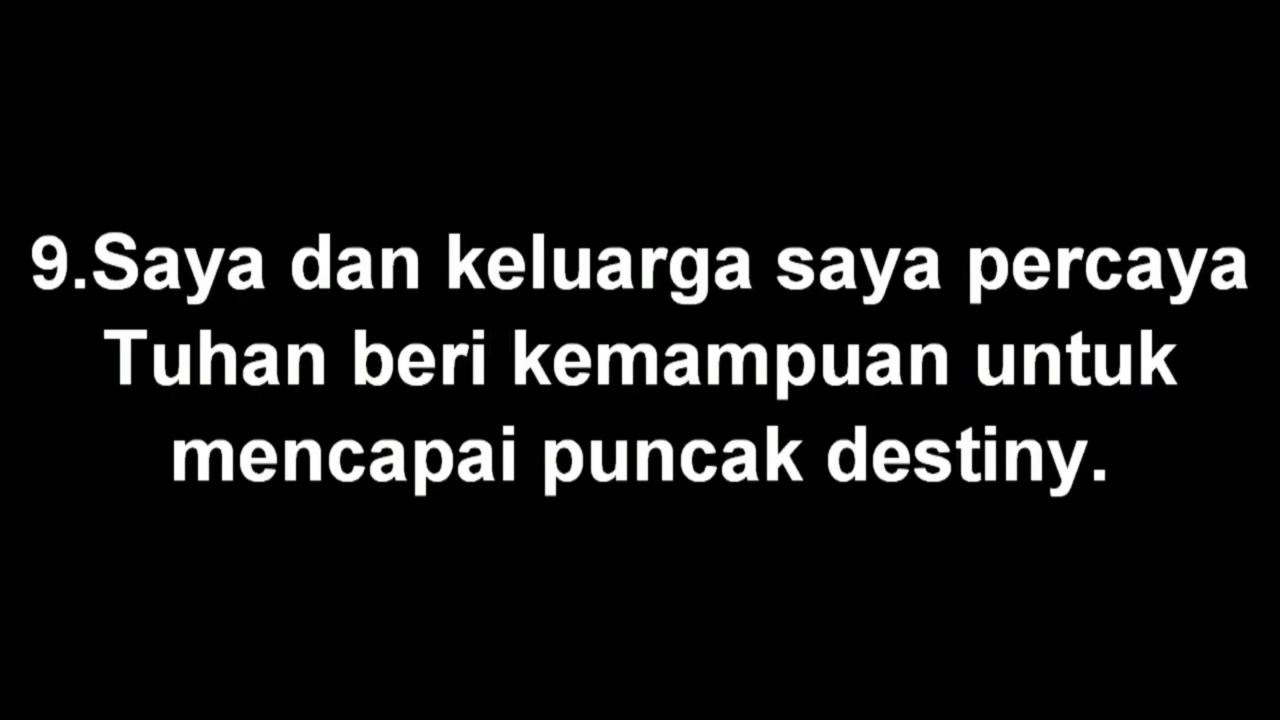 9.Saya dan keluarga saya percaya
Tuhan beri kemampuan untuk
mencapai puncak destiny.